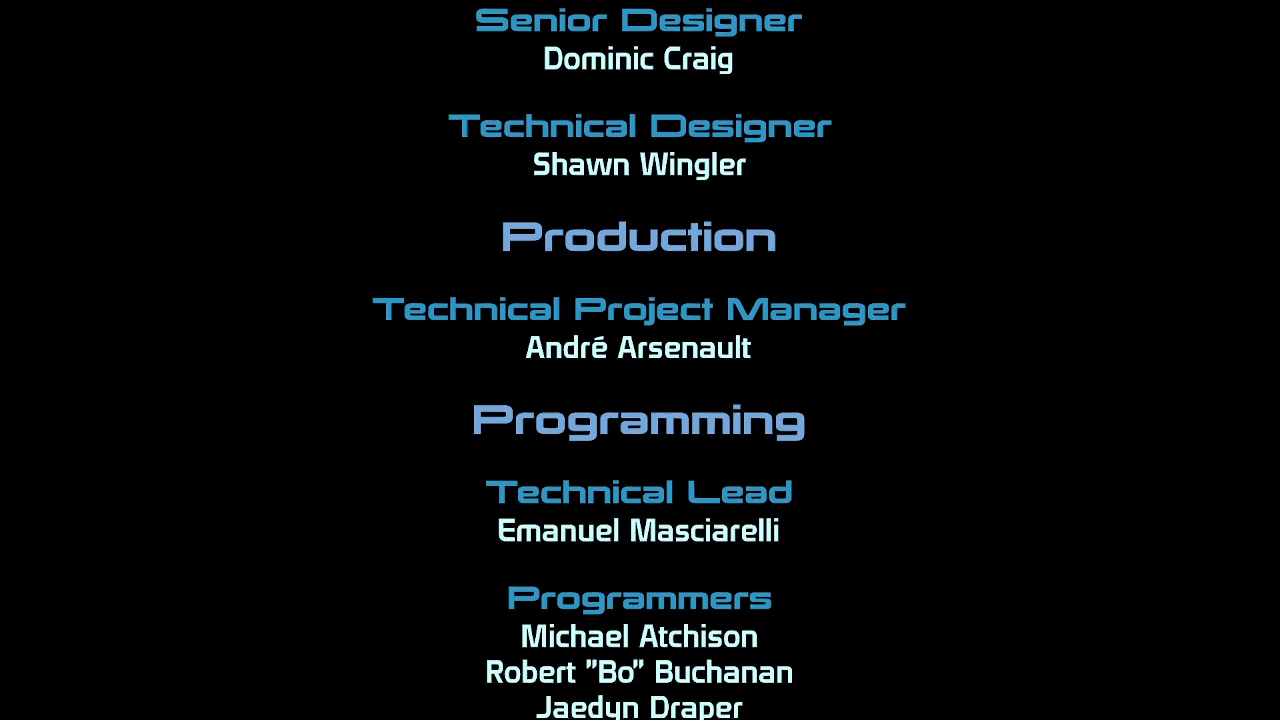 Senior Designer
Dominic Craig
Technical Designer
Shawn Wingler
Production
Technical Project Manager
André Arsenault
Programming
Technical Lead
Emanuel Masciarelli
Programmers
Michael Atchison
Robert "Bo" Buchanan
Jaedyn Draper